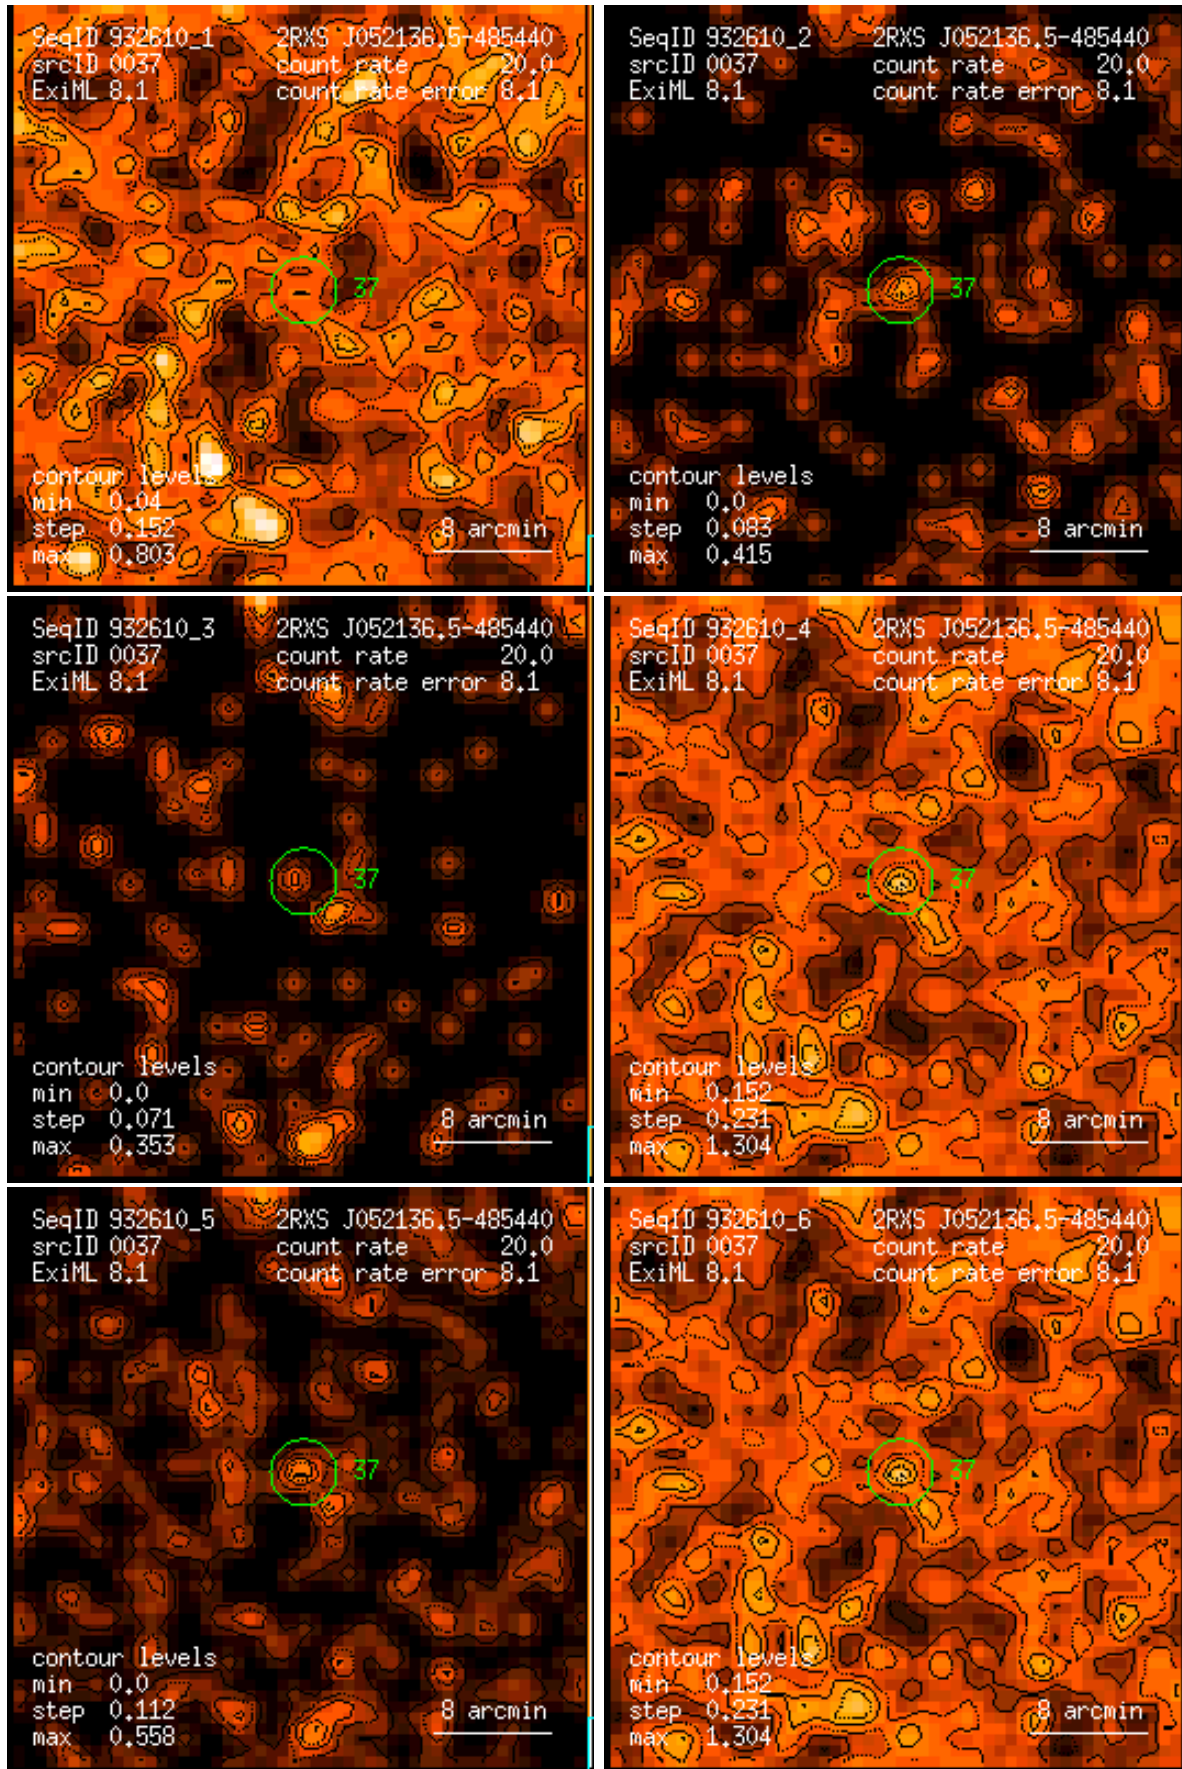 SeqID 932610_1 2RXS J052136.5-485440
srcID 0037 count rate 20.0
ExiML 8.1 count rate error 8.1
37
contour levels
min 0.04
step 0.152 8 arcmin
max 0.803
SeqID 932610_2 2RXS J052136.5-485440
srcID 0037 count rate 20.0
ExiML 8.1 count rate error 8.1
37
contour levels
min 0.0
step 0.083 8 arcmin
max 0.415
SeqID 932610_3 2RXS J052136.5-485440
srcID 0037 count rate 20.0
ExiML 8.1 count rate error 8.1
37
contour levels
min 0.0
step 0.071 8 arcmin
max 0.353
SeqID 932610_4 2RXS J052136.5-485440
srcID 0037 count rate 20.0
ExiML 8.1 count rate error 8.1
37
contour levels
min 0.152
step 0.231 8 arcmin
max 1.304
SeqID 932610_5 2RXS J052136.5-485440
srcID 0037 count rate 20.0
ExiML 8.1 count rate error 8.1
37
contour levels
min 0.0
step 0.112 8 arcmin
max 0.558
SeqID 932610_6 2RXS J052136.5-485440
srcID 0037 count rate 20.0
ExiML 8.1 count rate error 8.1
37
contour levels
min 0.152
step 0.231 8 arcmin
max 1.304